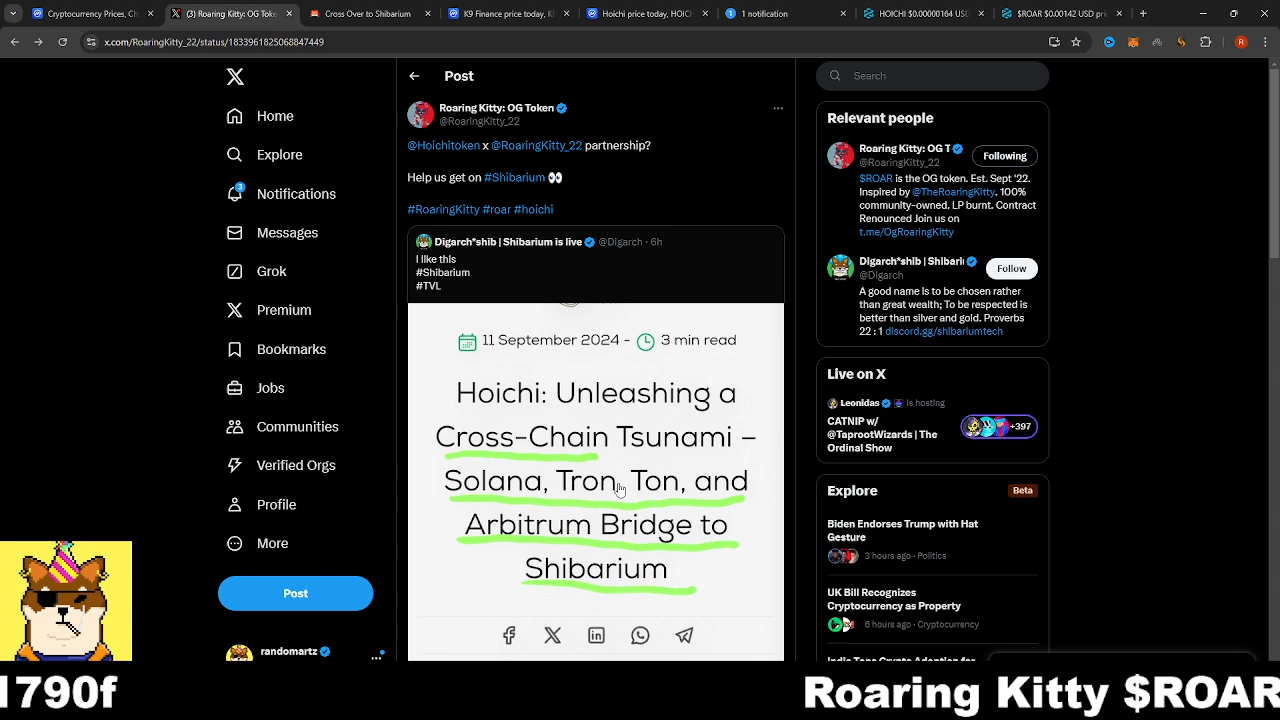 Cryptocurrency Prices, Ch
(3) Roaring Kitty: OG Tok
Cross Over to Shibarium
K9 Finance price today, K
Hoichi price today, HOIC
1 notification
HOICHI $0.00000164 USD
$ROAR $0.00142 USD pri
x.com/RoaringKitty_22/status/1833961825068847449
R
Home
Explore
3
Notifications
Messages
Grok
Premium
Bookmarks
Jobs
Communities
Verified Orgs
Profile
More
Post
randomartz
Post
Roaring Kitty: OG Token
@RoaringKitty_22
@Hoichitoken x @RoaringKitty_22 partnership?
Help us get on #Shibarium 👀
#RoaringKitty #roar #hoichi
Digarch*shib | Shibarium is live @Digarch · 6h
I like this
#Shibarium
#TVL
11 September 2024 - 3 min read
Hoichi: Unleashing a
Cross-Chain Tsunami –
Solana, Tron, Ton, and
Arbitrum Bridge to
Shibarium
Search
Relevant people
Roaring Kitty: OG T
@RoaringKitty_22
Following
$ROAR is the OG token. Est. Sept '22.
Inspired by @TheRoaringKitty. 100%
community-owned. LP burnt. Contract
Renounced Join us on
t.me/OgRoaringKitty
Digarch*shib | Shibari
@Digarch
Follow
A good name is to be chosen rather
than great wealth; To be respected is
better than silver and gold. Proverbs
22 : 1 discord.gg/shibariumtech
Live on X
Leonidas is hosting
CATNIP w/
@TaprootWizards | The
Ordinal Show
+397
Explore
Beta
Biden Endorses Trump with Hat
Gesture
3 hours ago · Politics
UK Bill Recognizes
Cryptocurrency as Property
6 hours ago · Cryptocurrency
1790f
Roaring Kitty $ROAR